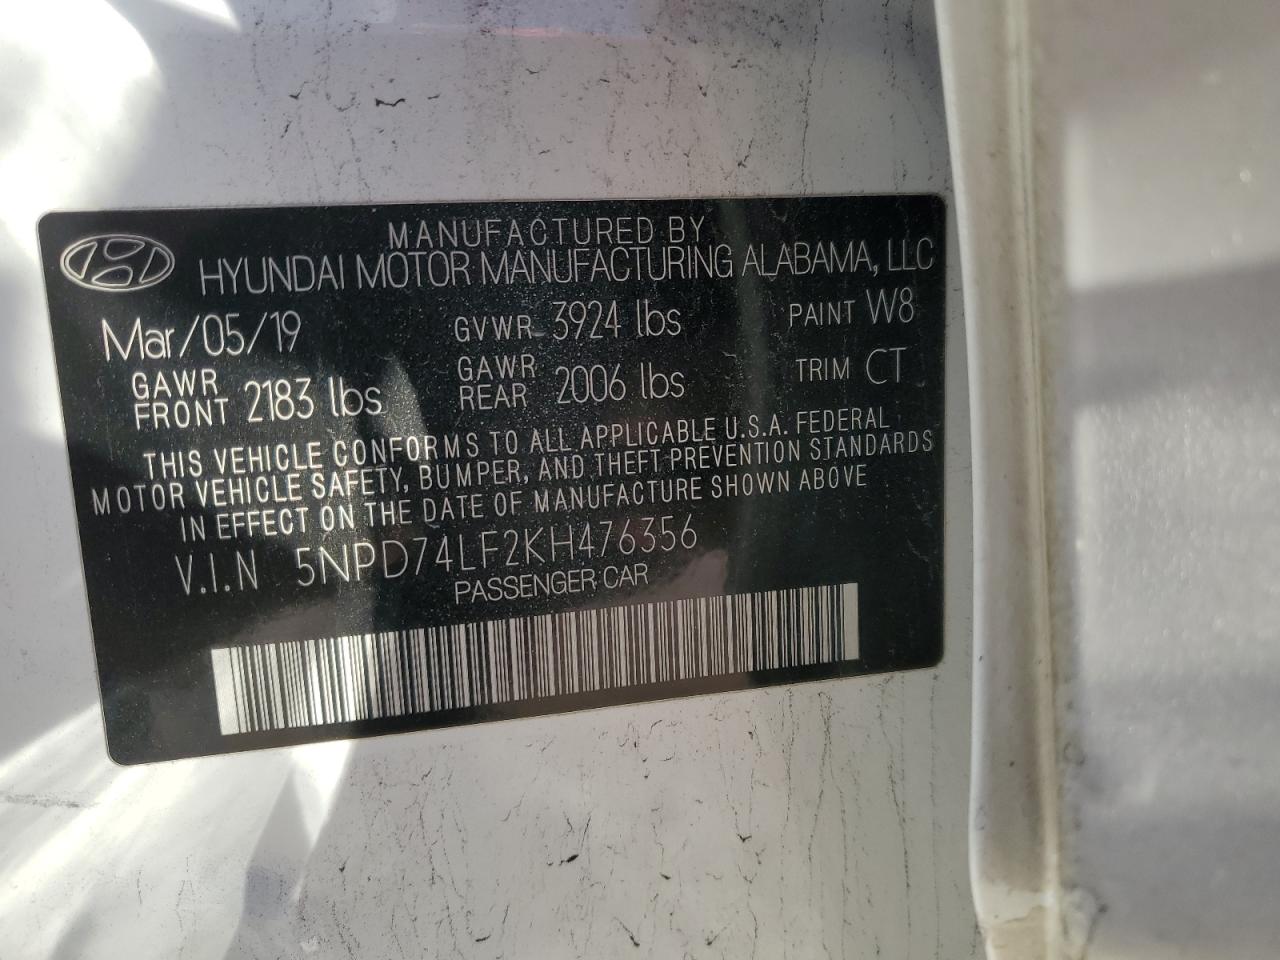 MANUFACTURED BY
HYUNDAI MOTOR MANUFACTURING ALABAMA, LLC
Mar/05/19 GVWR 3924 lbs PAINT W8
GAWR FRONT 2183 lbs GAWR REAR 2006 lbs TRIM CT
THIS VEHICLE CONFORMS TO ALL APPLICABLE U.S.A. FEDERAL
MOTOR VEHICLE SAFETY, BUMPER, AND THEFT PREVENTION STANDARDS
IN EFFECT ON THE DATE OF MANUFACTURE SHOWN ABOVE
V.I.N 5NPD74LF2KH476356
PASSENGER CAR